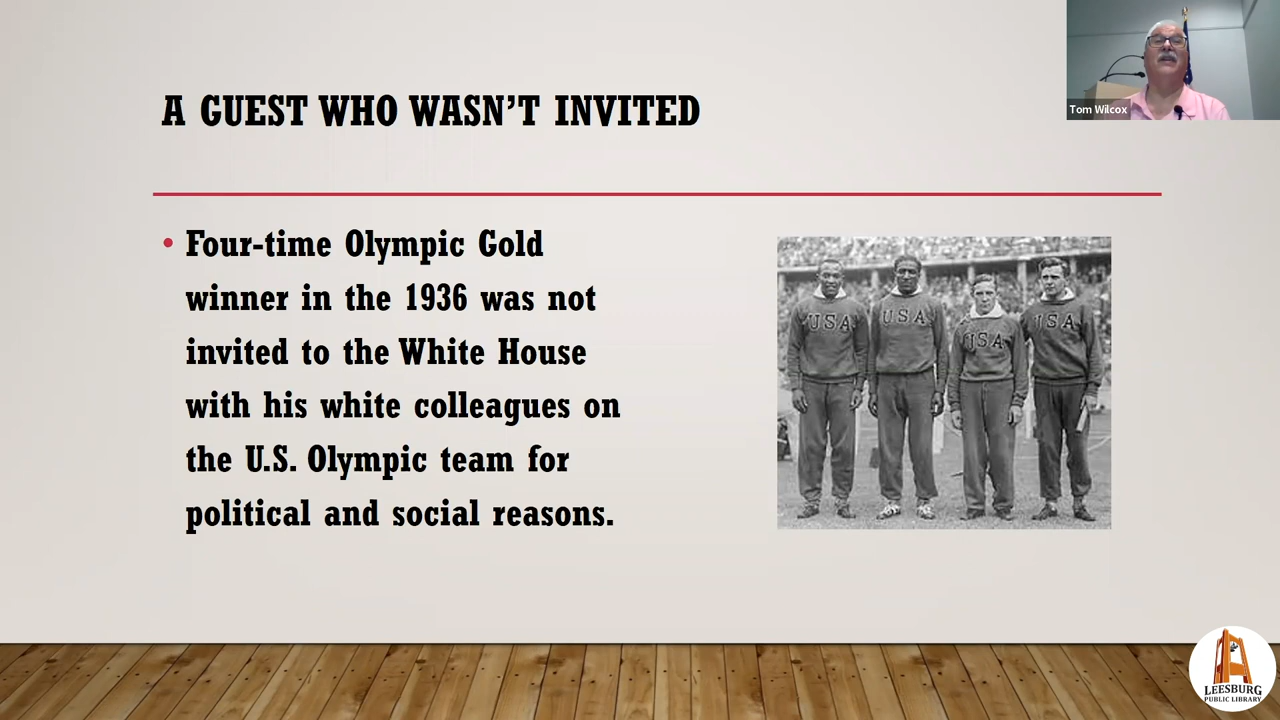 A GUEST WHO WASN'T INVITED
Tom Wilcox
• Four-time Olympic Gold
winner in the 1936 was not
invited to the White House
with his white colleagues on
the U.S. Olympic team for
political and social reasons.
USA
USA
USA
USA
LEESBURG
PUBLIC LIBRARY